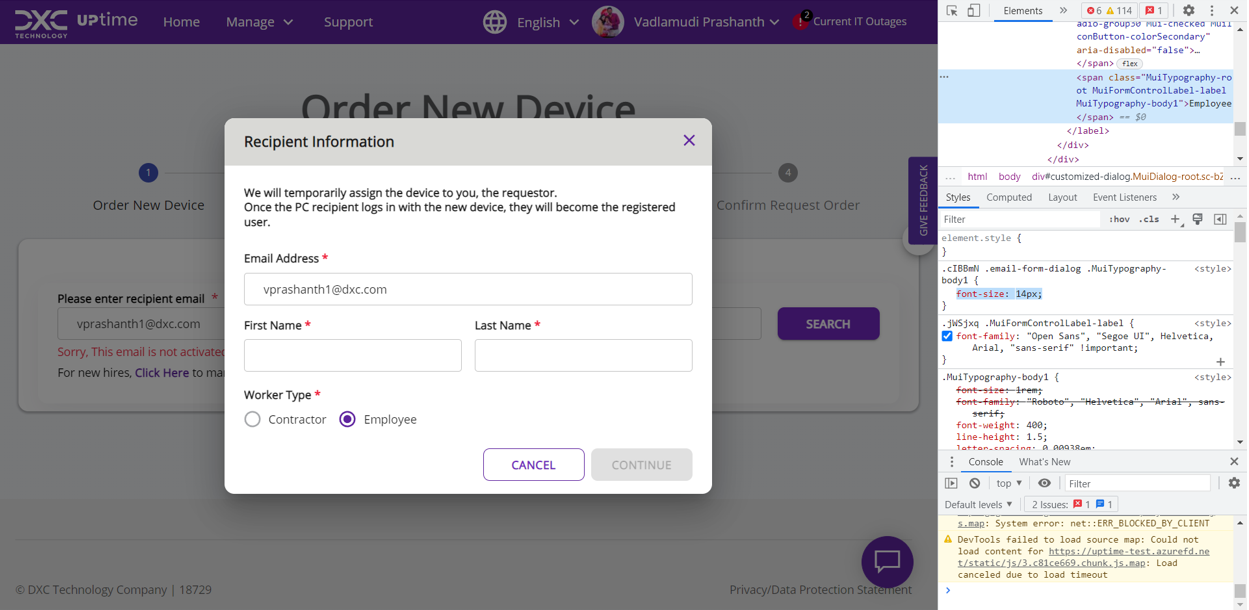 DXC
TECHNOLOGY
UPtime
Home
Manage
Support
English
Vadlamudi Prashanth
2
Current IT Outages
Order New Device
1
Order New Device
4
Confirm Request Order
Please enter recipient email *
vprashanth1@dxc.com
SEARCH
Sorry, This email is not activated
For new hires, Click Here to ma
GIVE FEEDBACK
Recipient Information
We will temporarily assign the device to you, the requestor.
Once the PC recipient logs in with the new device, they will become the registered
user.
Email Address *
vprashanth1@dxc.com
First Name *
Last Name *
Worker Type *
Contractor
Employee
CANCEL
CONTINUE
© DXC Technology Company | 18729
Privacy/Data Protection Statement
Elements
6
114
1
adio-group30 Mui-checked MuiI
conButton-colorSecondary"
aria-disabled="false">…
</span> flex
<span class="MuiTypography-ro
ot MuiFormControlLabel-label
MuiTypography-body1">Employee
</span> == $0
</label>
</div>
</div>
... html body div#customized-dialog.MuiDialog-root.sc-bZ ...
Styles Computed Layout Event Listeners
Filter
:hov .cls +
element.style {
}
.cIBBmN .email-form-dialog .MuiTypography- <style>
body1 {
font-size: 14px;
}
.jWSjxq .MuiFormControlLabel-label { <style>
font-family: "Open Sans", "Segoe UI", Helvetica,
Arial, "sans-serif" !important;
}
.MuiTypography-body1 { <style>
font-size: 1rem;
font-family: "Roboto", "Helvetica", "Arial", sans-
serif;
font-weight: 400;
line-height: 1.5;
letter-spacing: 0.00938em;
Console What's New
top
Filter
Default levels
2 Issues: 1 1
s.map: System error: net::ERR_BLOCKED_BY_CLIENT
DevTools failed to load source map: Could not
load content for https://uptime-test.azurefd.ne
t/static/js/3.c81ce669.chunk.js.map: Load
canceled due to load timeout